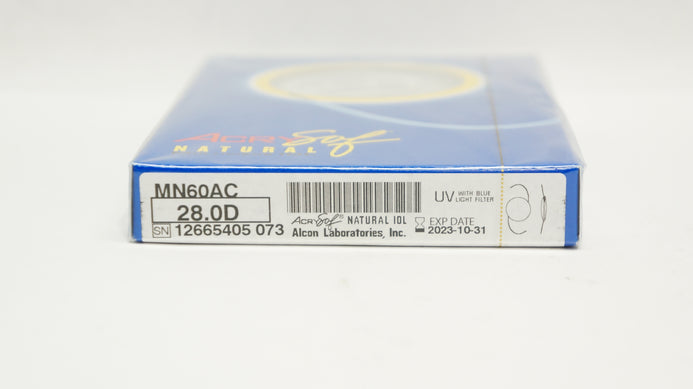 ACRYSof
NATURAL
MN60AC
28.0D
SN 12665405 073
ACRYSof® NATURAL IOL
Alcon Laboratories, Inc.
UV WITH BLUE
LIGHT FILTER
EXP.DATE
2023-10-31